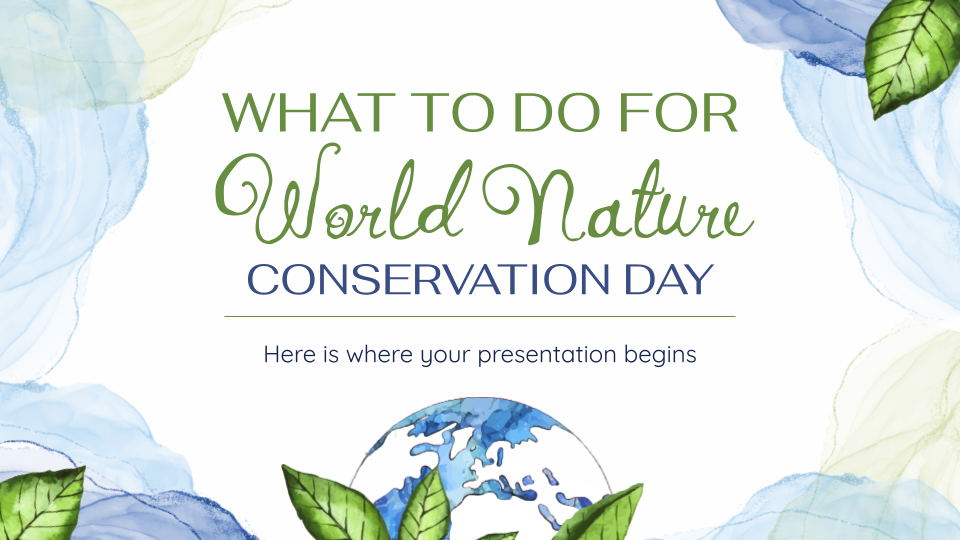 WHAT TO DO FOR
World Nature
CONSERVATION DAY
Here is where your presentation begins